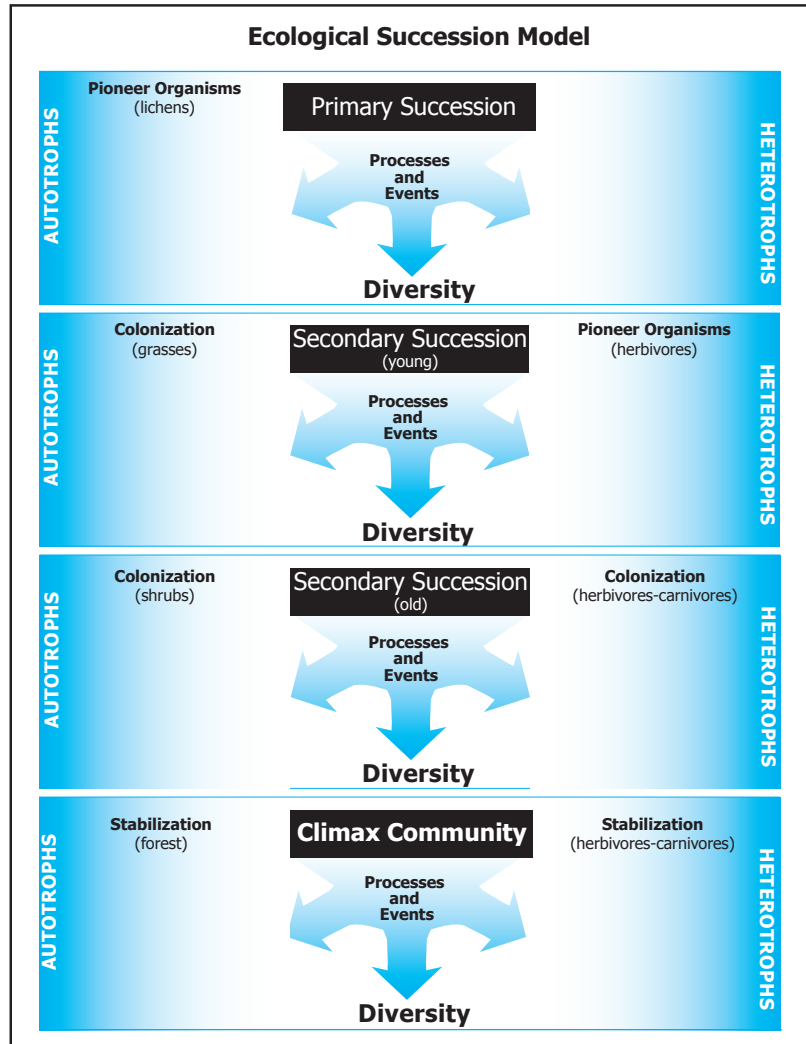 Ecological Succession Model
AUTOTROPHS
Pioneer Organisms
(lichens)
Primary Succession
Processes
and
Events
Diversity
HETEROTROPHS
AUTOTROPHS
Colonization
(grasses)
Secondary Succession
(young)
Processes
and
Events
Diversity
Pioneer Organisms
(herbivores)
HETEROTROPHS
AUTOTROPHS
Colonization
(shrubs)
Secondary Succession
(old)
Processes
and
Events
Diversity
Colonization
(herbivores-carnivores)
HETEROTROPHS
AUTOTROPHS
Stabilization
(forest)
Climax Community
Processes
and
Events
Diversity
Stabilization
(herbivores-carnivores)
HETEROTROPHS